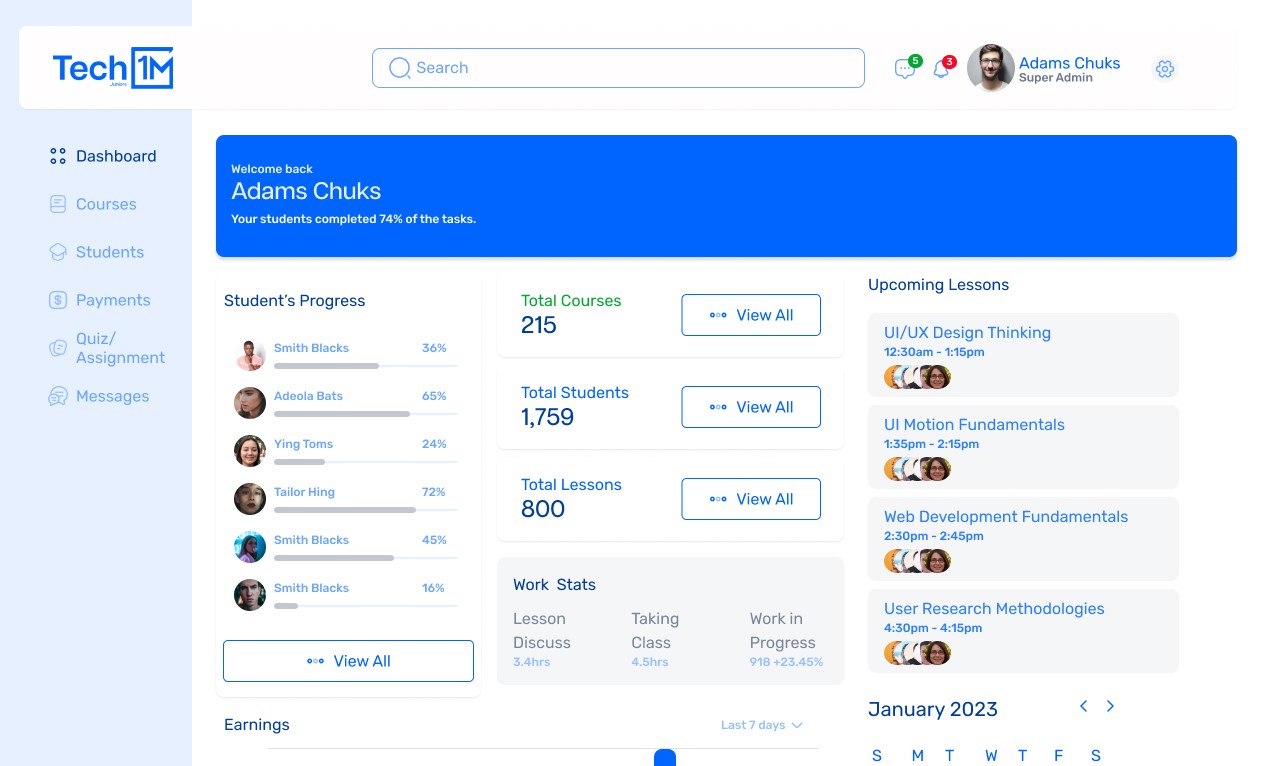 Tech 1M
Juniors
Search
5
3
Adams Chuks
Super Admin
Dashboard
Courses
Students
Payments
Quiz/
Assignment
Messages
Welcome back
Adams Chuks
Your students completed 74% of the tasks.
Student’s Progress
Smith Blacks 36%
Adeola Bats 65%
Ying Toms 24%
Tailor Hing 72%
Smith Blacks 45%
Smith Blacks 16%
View All
Total Courses
215
View All
Total Students
1,759
View All
Total Lessons
800
View All
Work Stats
Lesson
Discuss
3.4hrs
Taking
Class
4.5hrs
Work in
Progress
918 +23.45%
Earnings
Last 7 days
Upcoming Lessons
UI/UX Design Thinking
12:30am - 1:15pm
UI Motion Fundamentals
1:35pm - 2:15pm
Web Development Fundamentals
2:30pm - 2:45pm
User Research Methodologies
4:30pm - 4:15pm
January 2023
S M T W T F S